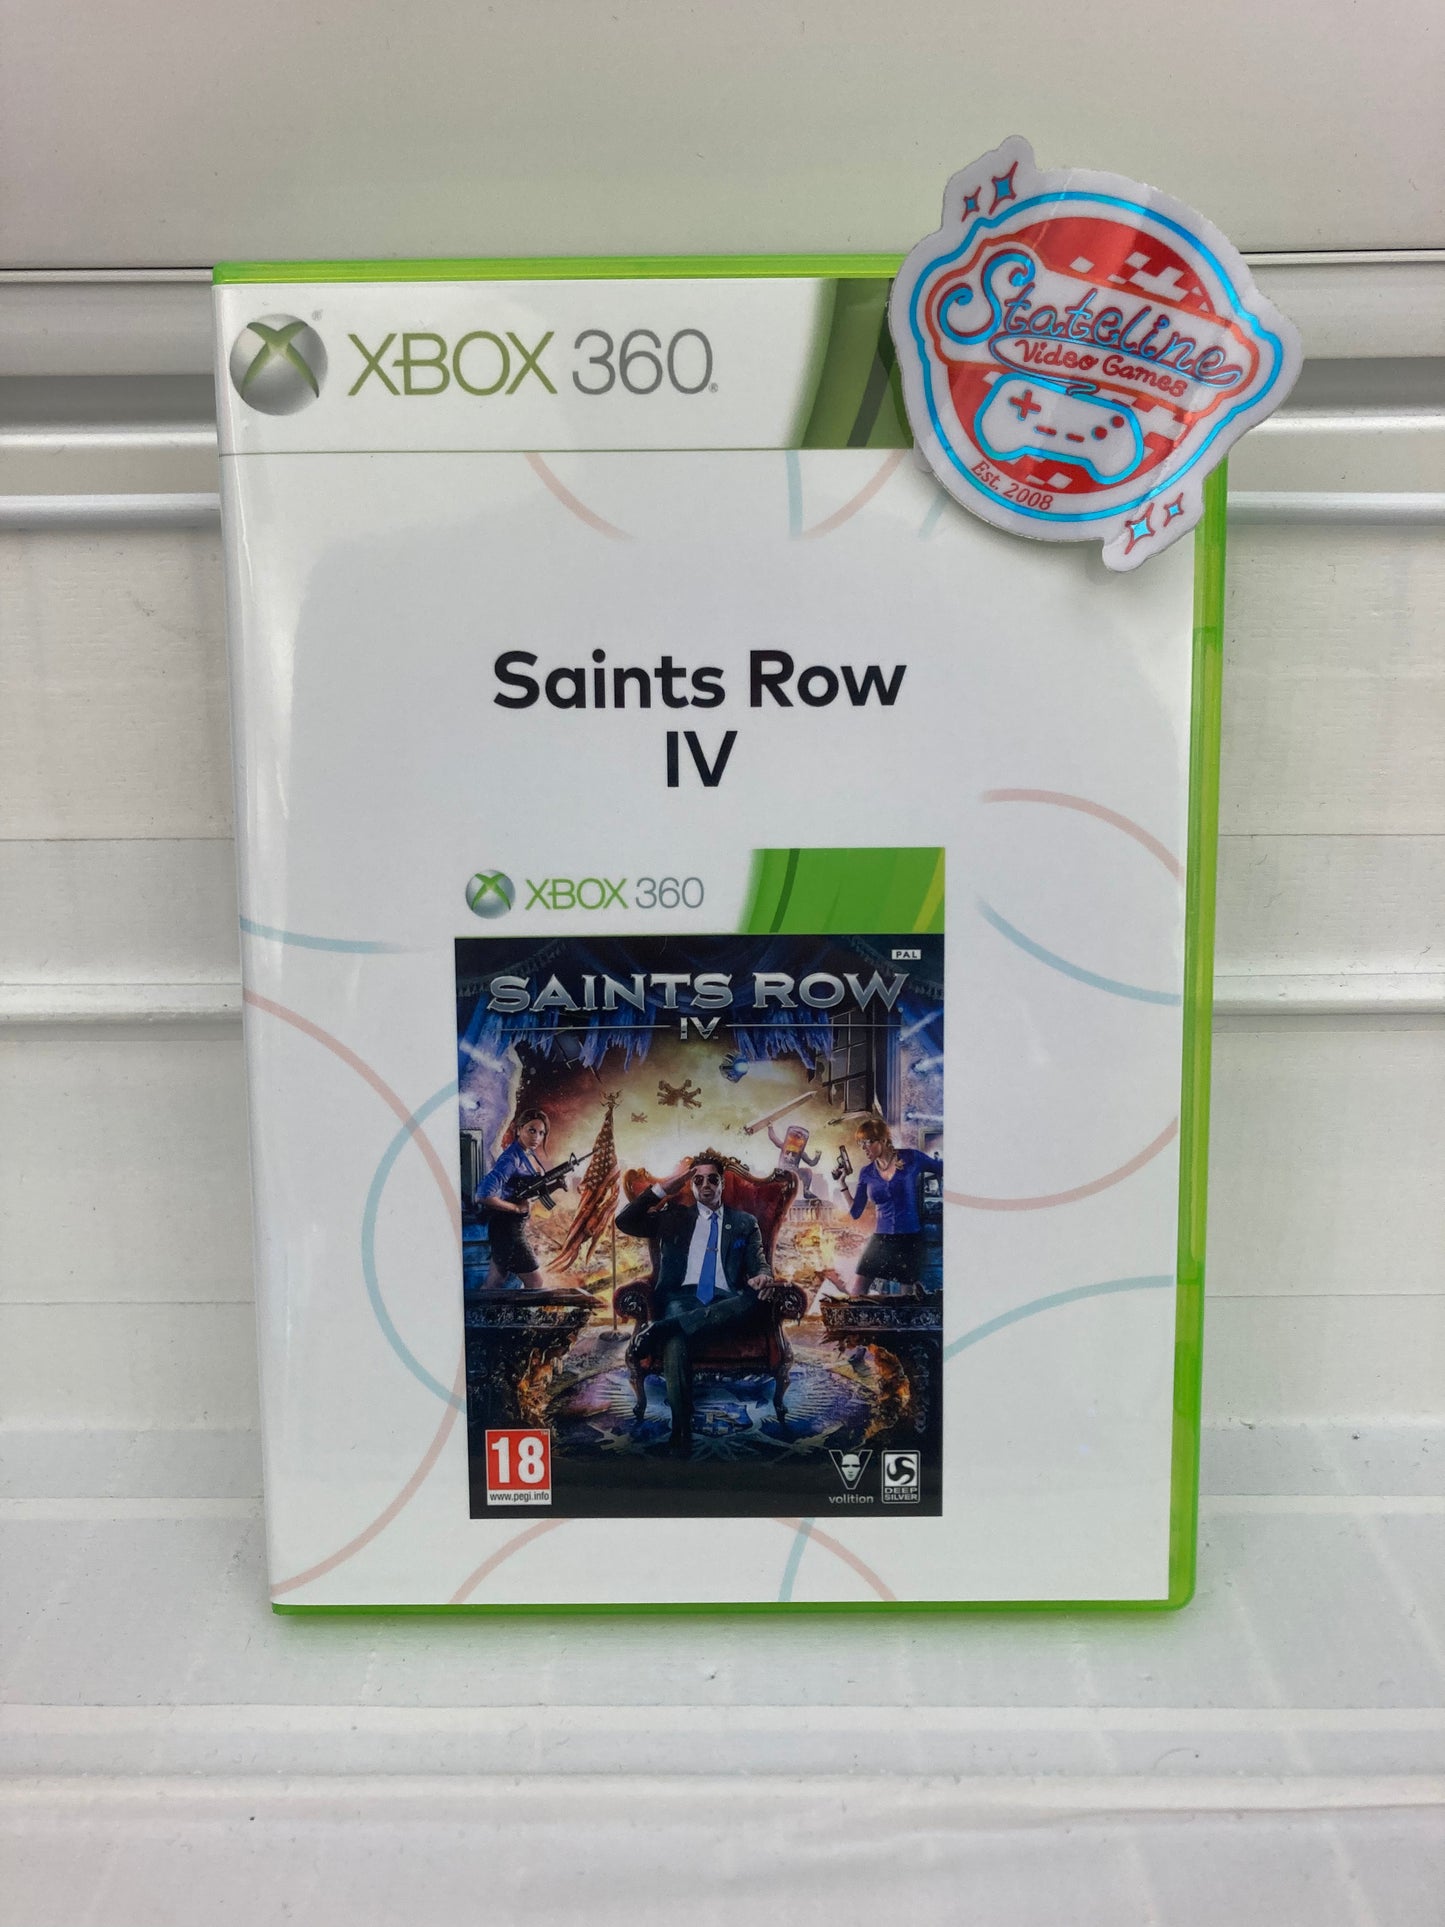 XBOX 360
Stateline
Video Games
Est. 2008
Saints Row
IV
XBOX 360
PAL
SAINTS ROW
IV
18
www.pegi.info
volition
DEEP
SILVER